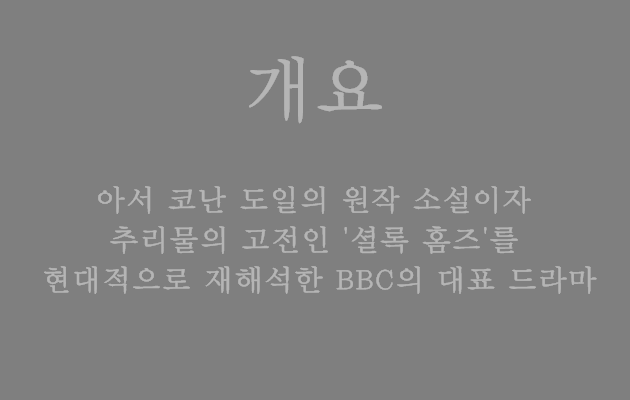 개요
아서 코난 도일의 원작 소설이자
추리물의 고전인 '셜록 홈즈'를
현대적으로 재해석한 BBC의 대표 드라마